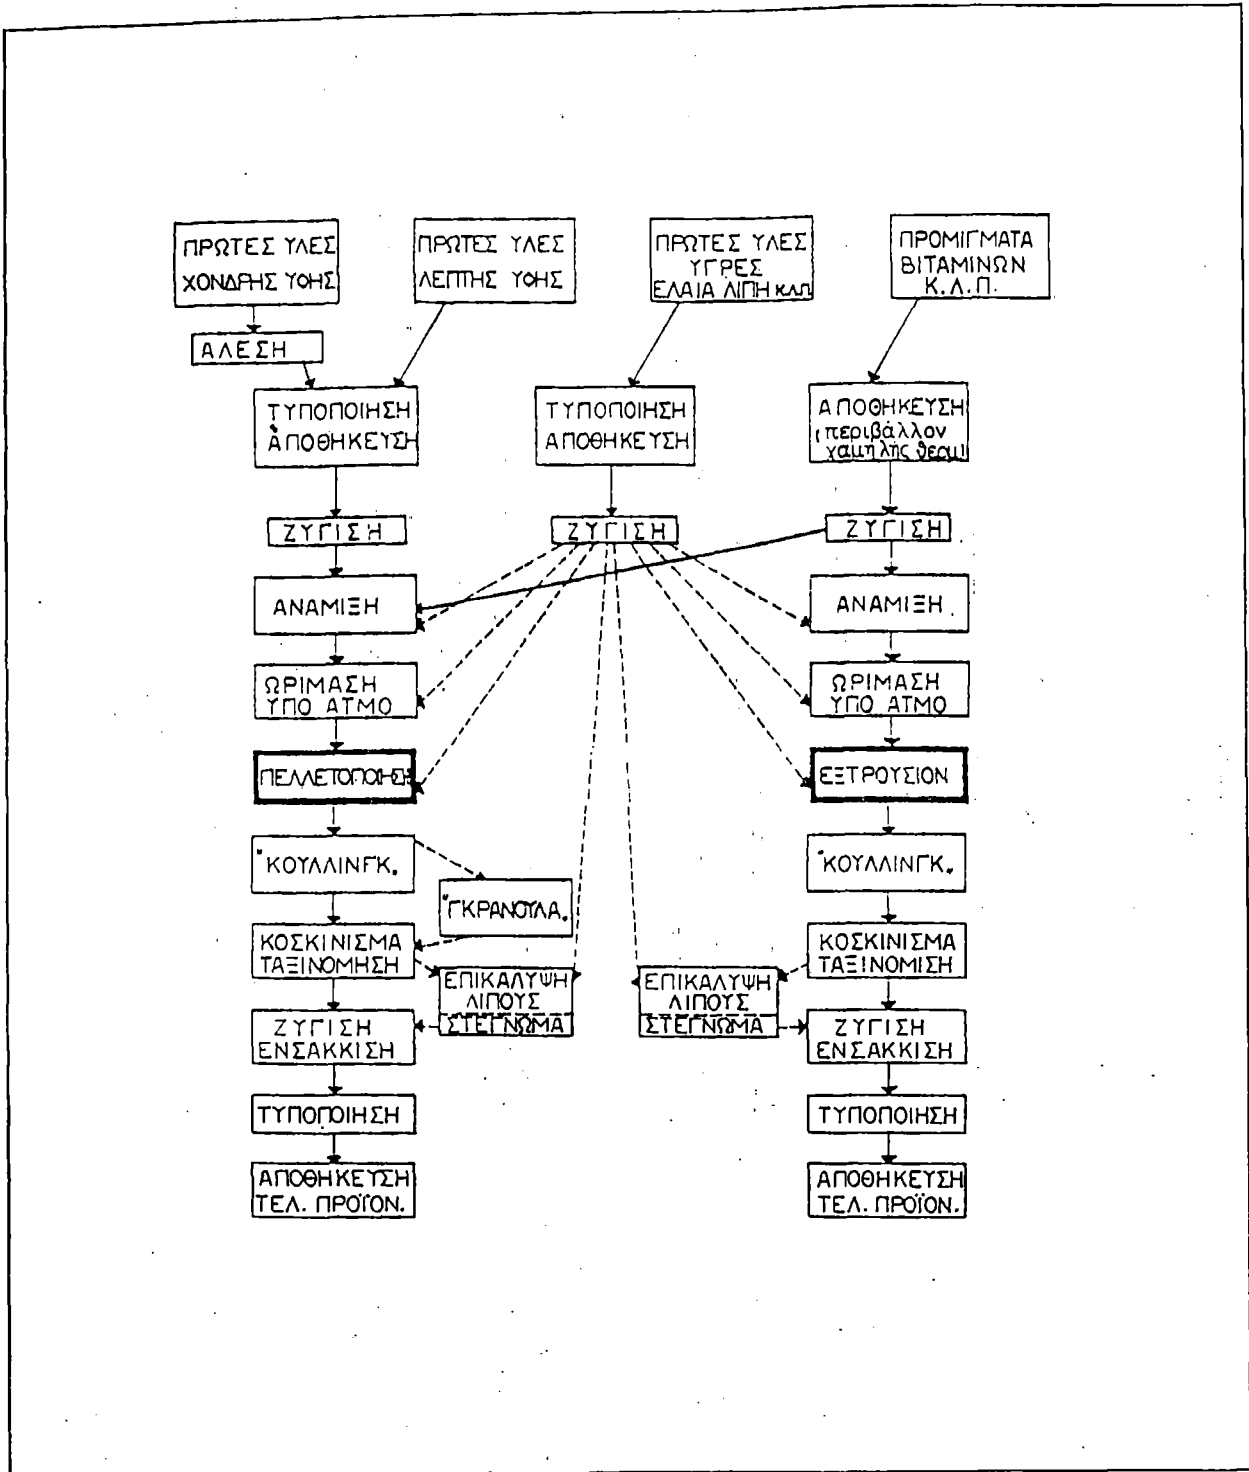 ΠΡΩΤΕΣ ΥΛΕΣ
ΧΟΝΔΡΗΣ ΥΦΗΣ
ΠΡΩΤΕΣ ΥΛΕΣ
ΛΕΠΤΗΣ ΥΦΗΣ
ΠΡΩΤΕΣ ΥΛΕΣ
ΥΓΡΕΣ
ΕΛΑΙΑ ΛΙΠΗ Κ.Λ.Π.
ΠΡΟΜΙΓΜΑΤΑ
ΒΙΤΑΜΙΝΩΝ
Κ.Λ.Π.
ΑΛΕΣΗ
ΤΥΠΟΠΟΙΗΣΗ
ΑΠΟΘΗΚΕΥΣΗ
ΤΥΠΟΠΟΙΗΣΗ
ΑΠΟΘΗΚΕΥΣΗ
ΑΠΟΘΗΚΕΥΣΗ
(περιβάλλον
χαμηλής θερμ)
ΖΥΓΙΣΗ
ΖΥΓΙΣΗ
ΖΥΓΙΣΗ
ΑΝΑΜΙΞΗ
ΑΝΑΜΙΞΗ
ΩΡΙΜΑΣΗ
ΥΠΟ ΑΤΜΟ
ΩΡΙΜΑΣΗ
ΥΠΟ ΑΤΜΟ
ΠΕΛΛΕΤΟΠΟΙΗΣΗ
ΕΞΤΡΟΥΣΙΟΝ
"ΚΟΥΛΛΙΝΓΚ"
"ΚΟΥΛΛΙΝΓΚ"
"ΓΚΡΑΝΟΥΛΑ"
ΚΟΣΚΙΝΙΣΜΑ
ΤΑΞΙΝΟΜΗΣΗ
ΚΟΣΚΙΝΙΣΜΑ
ΤΑΞΙΝΟΜΙΣΗ
ΕΠΙΚΑΛΥΨΗ
ΛΙΠΟΥΣ
ΣΤΕΓΝΩΜΑ
ΕΠΙΚΑΛΥΨΗ
ΛΙΠΟΥΣ
ΣΤΕΓΝΩΜΑ
ΖΥΓΙΣΗ
ΕΝΣΑΚΚΙΣΗ
ΖΥΓΙΣΗ
ΕΝΣΑΚΚΙΣΗ
ΤΥΠΟΠΟΙΗΣΗ
ΤΥΠΟΠΟΙΗΣΗ
ΑΠΟΘΗΚΕΥΣΗ
ΤΕΛ. ΠΡΟΪΟΝ.
ΑΠΟΘΗΚΕΥΣΗ
ΤΕΛ. ΠΡΟΪΟΝ.